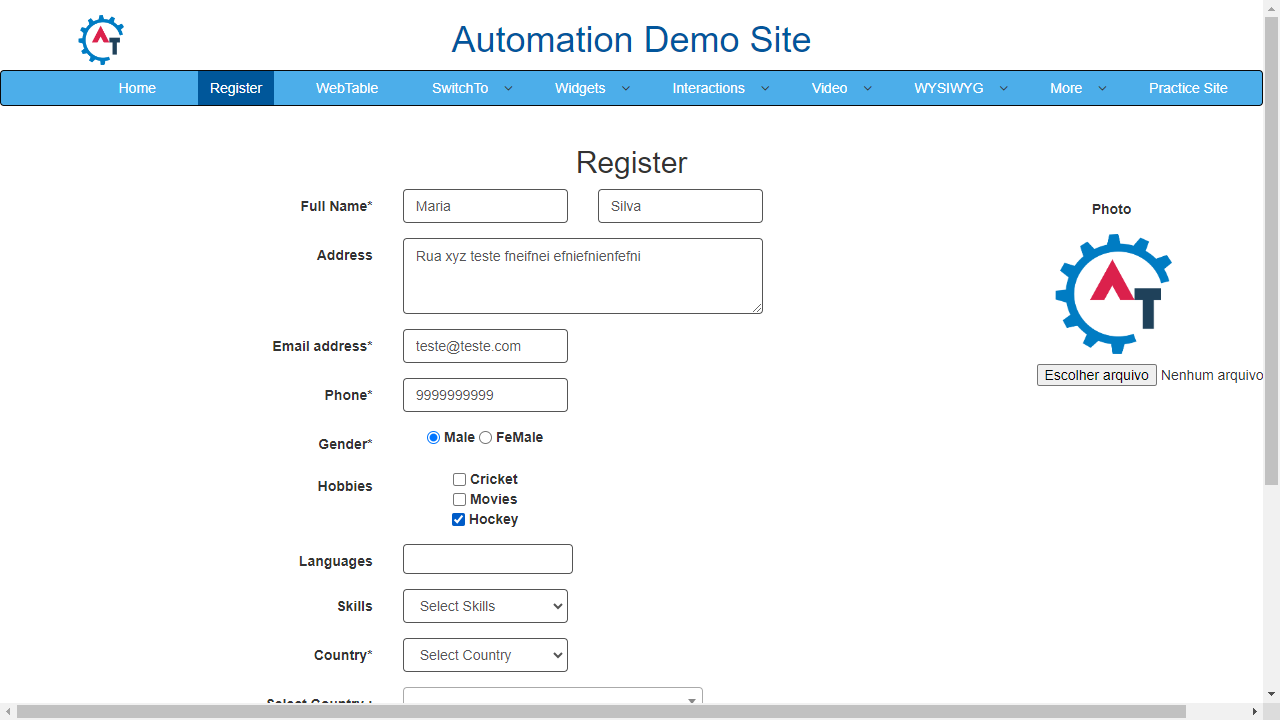 AT
Automation Demo Site
Home Register WebTable SwitchTo Widgets Interactions Video WYSIWYG More Practice Site
Register
Full Name* Maria Silva
Photo
Address Rua xyz teste fneifnei efniefnienfefni
AT
Email address* teste@teste.com
Escolher arquivo Nenhum arquivo
Phone* 9999999999
Gender* Male FeMale
Hobbies Cricket
Movies
Hockey
Languages
Skills Select Skills
Country* Select Country
Select Country :